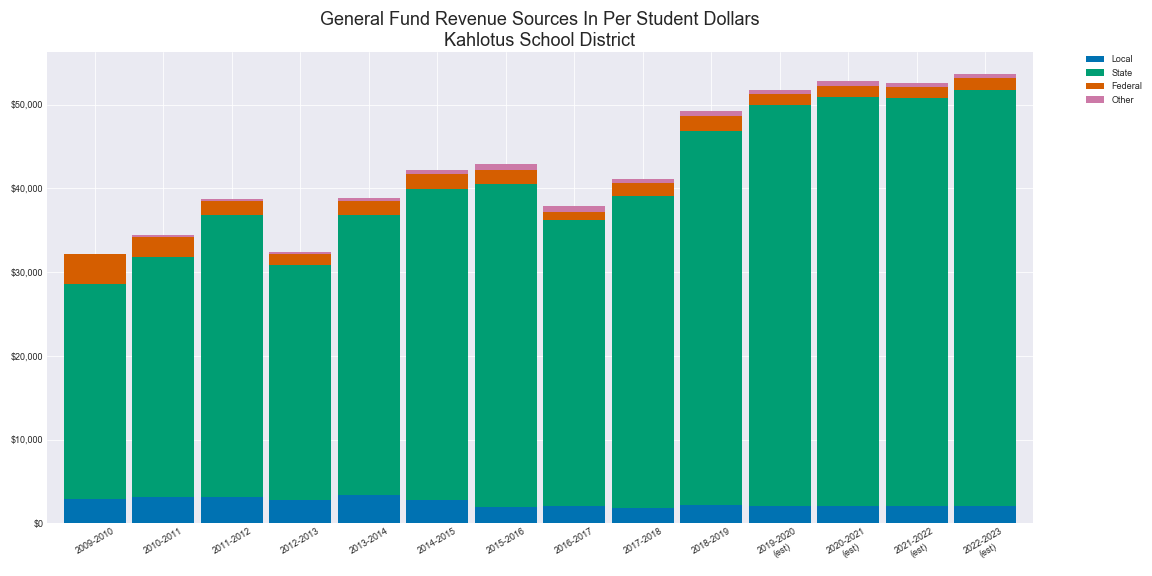 General Fund Revenue Sources In Per Student Dollars
Kahlotus School District
Local
State
Federal
Other
$50,000
$40,000
$30,000
$20,000
$10,000
$0
2009-2010
2010-2011
2011-2012
2012-2013
2013-2014
2014-2015
2015-2016
2016-2017
2017-2018
2018-2019
2019-2020
(est)
2020-2021
(est)
2021-2022
(est)
2022-2023
(est)